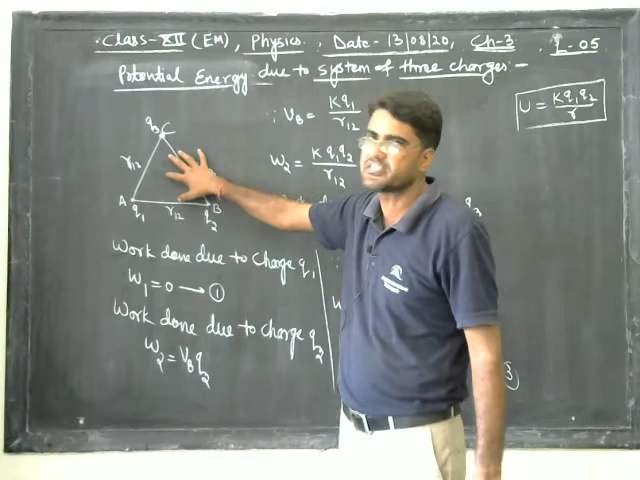 Class-XII (EM), Physics, Date-13/08/20, Ch-3, L-05
Potential Energy due to system of three charges:-
∵ V_B = Kq₁/r₁₂
U = Kq₁q₂/r
q₃ C
W₂ = Kq₁q₂/r₁₂
r₁₂
A B
q₁ r₁₂ q₂
q₃
Work done due to Charge q₁
W₁ = 0 → ①
Work done due to Charge q₂
W₂ = V_B q₂